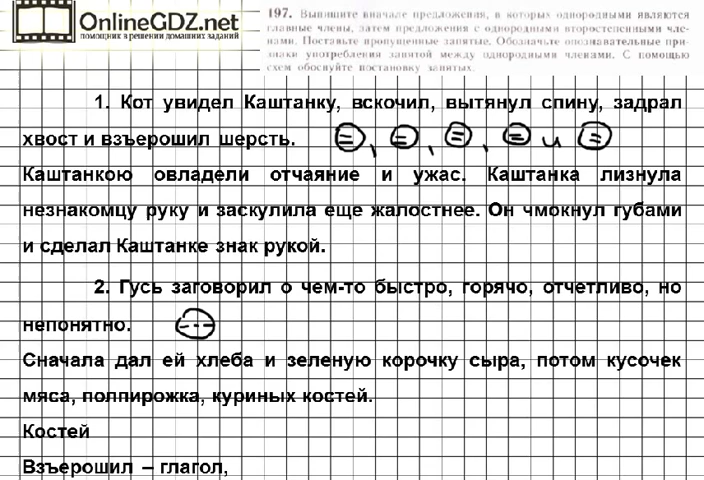 OnlineGDZ.net
помощник в решении домашних заданий
197. Выпишите вначале предложения, в которых однородными являются
главные члены, затем предложения с однородными второстепенными чле-
нами. Поставьте пропущенные запятые. Обозначьте опознавательные при-
знаки употребления запятой между однородными членами. С помощью
схем обоснуйте постановку запятых.
1. Кот увидел Каштанку, вскочил, вытянул спину, задрал
хвост и взъерошил шерсть. , , , и
Каштанкою овладели отчаяние и ужас. Каштанка лизнула
незнакомцу руку и заскулила еще жалостнее. Он чмокнул губами
и сделал Каштанке знак рукой.
2. Гусь заговорил о чем-то быстро, горячо, отчетливо, но
непонятно.
Сначала дал ей хлеба и зеленую корочку сыра, потом кусочек
мяса, полпирожка, куриных костей.
Костей
Взъерошил – глагол,